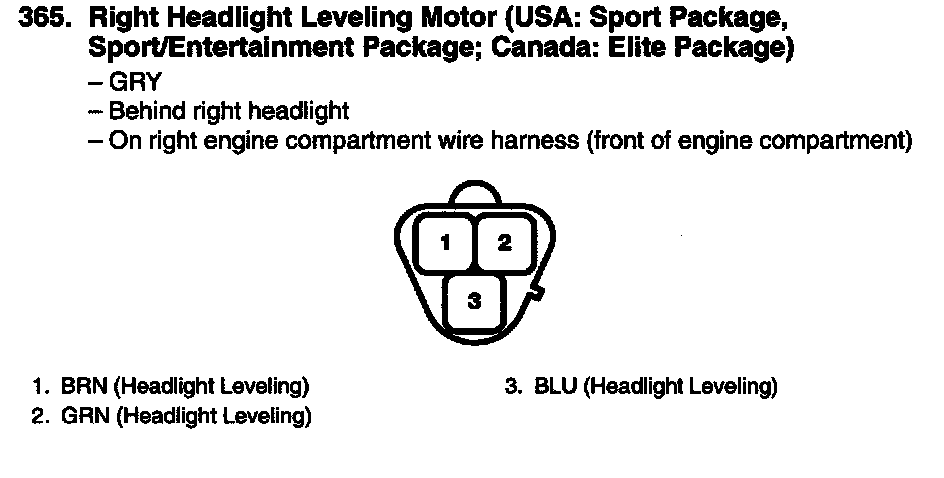 365. Right Headlight Leveling Motor (USA: Sport Package,
Sport/Entertainment Package; Canada: Elite Package)
– GRY
– Behind right headlight
– On right engine compartment wire harness (front of engine compartment)
1 2
3
1. BRN (Headlight Leveling)
2. GRN (Headlight Leveling)
3. BLU (Headlight Leveling)